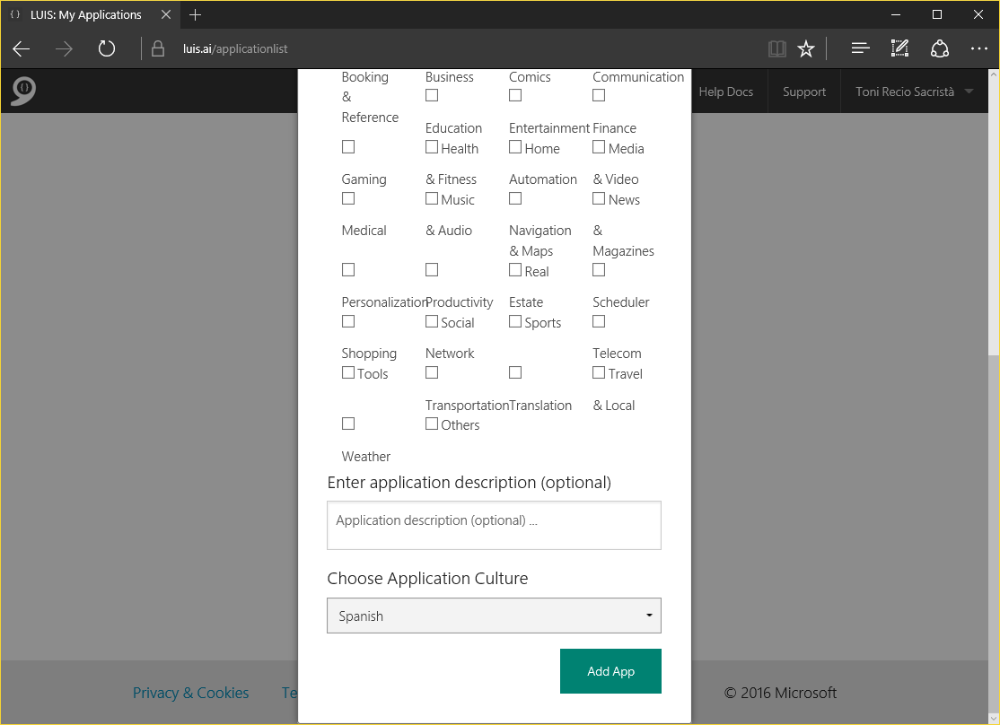 LUIS: My Applications
luis.ai/applicationlist
Help Docs
Support
Toni Recio Sacristà
Booking Business Comics Communication
&
Reference
Education Entertainment Finance
Health Home Media
Gaming & Fitness Automation & Video
Music News
Medical & Audio Navigation &
& Maps Magazines
Real
Personalization Productivity Estate Scheduler
Social Sports
Shopping Network Telecom
Tools Travel
Transportation Translation & Local
Others
Weather
Enter application description (optional)
Application description (optional) ...
Choose Application Culture
Spanish
Add App
Privacy & Cookies Te © 2016 Microsoft